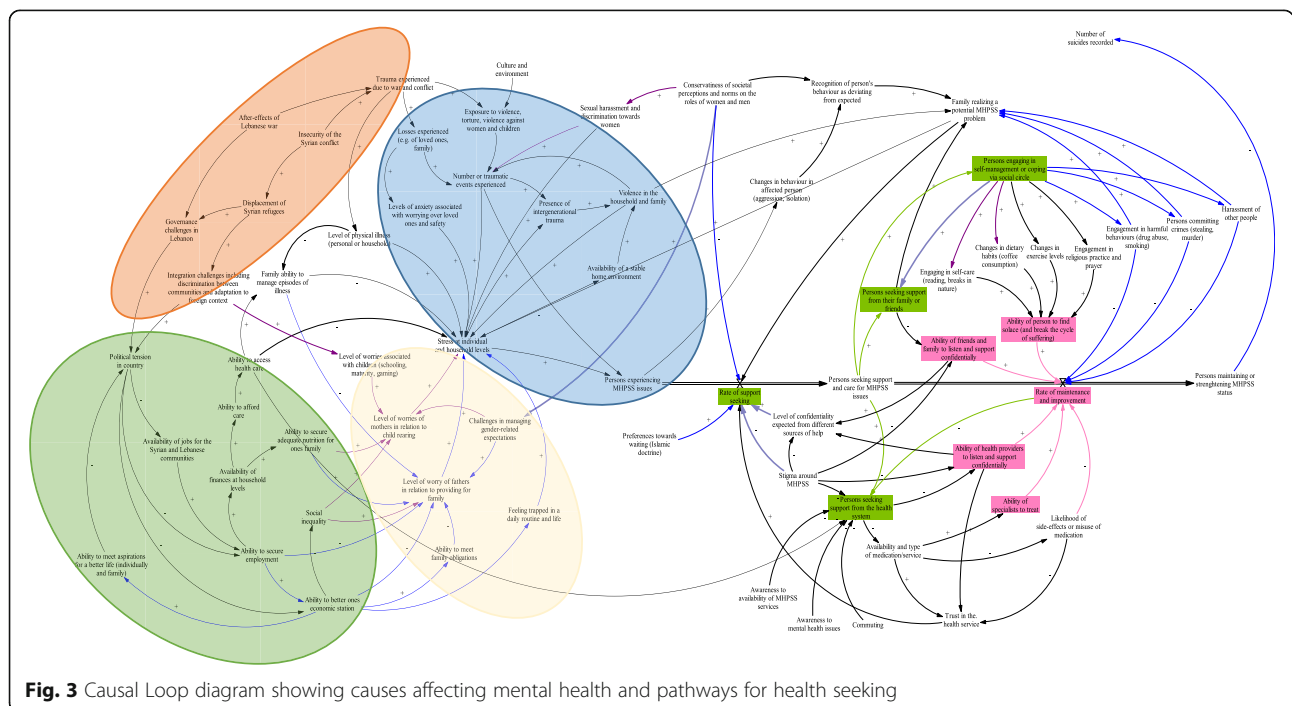 Number of
suicides recorded
Culture and
environment
Trauma experienced
due to war and conflict
Conservatiness of societal
perceptions and norms on the
roles of women and men
Recognition of person's
behaviour as deviating
from expected
Family realizing a
potential MHPSS
problem
Sexual harassment and
discrimination towards
women
Exposure to violence,
torture, violence against
women and children
After-effects of
Lebanese war
Losses experienced
(e.g. of loved ones,
family)
Insecurity of the
Syrian conflict
Number or traumatic
events experienced
Persons engaging in
self-management or coping
via social circle
Changes in behaviour in
affected person
(aggression, isolation)
Violence in the
household and family
Presence of
intergenerational
trauma
Levels of anxiety associated
with worrying over loved
ones and safety
Displacement of
Syrian refugees
Governance
challenges in
Lebanon
Level of physical illness
(personal or household)
Harassment of
other people
Persons committing
crimes (stealing,
murder)
Engagement in harmful
behaviours (drug abuse,
smoking)
Engagement in
religious practice and
prayer
Changes in
exercise levels
Changes in dietary
habits (coffee
consumption)
Engaging in self-care
(reading, breaks in
nature)
Integration challenges including
discrimination between
communities and adaptation to
foreign context
Family ability to
manage episodes of
illness
Availability of a stable
home environment
Persons seeking support
from their family or
friends
Ability of person to find
solace (and break the cycle
of suffering)
Ability of friends and
family to listen and support
confidentially
Stress at individual
and household levels
Political tension
in country
Ability to access
health care
Level of worries associated
with children (schooling,
maturity, gaming)
Persons experiencing
MHPSS issues
Rate of support
seeking
Persons seeking support
and care for MHPSS
issues
Rate of maintenance
and improvement
Persons maintaining or
strenghtening MHPSS
status
Ability to afford
care
Level of worries of
mothers in relation to
child rearing
Challenges in managing
gender-related
expectations
Level of confidentiality
expected from different
sources of help
Preferences towards
waiting (Islamic
doctrine)
Availability of jobs for the
Syrian and Lebanese
communities
Ability to secure
adequate nutrition for
ones family
Ability of health providers
to listen and support
confidentially
Availability of
finances at household
levels
Level of worry of fathers
in relation to providing for
family
Stigma around
MHPSS
Persons seeking
support from the health
system
Ability of
specialists to treat
Social
inequality
Feeling trapped in a
daily routine and life
Likelihood of
side-effects or misuse of
medication
Ability to meet aspirations
for a better life (individually
and family)
Ability to secure
employment
Ability to meet
family obligations
Availability and type
of medication/service
Awareness to
availability of MHPSS
services
Ability to better ones
economic station
Awareness to
mental health issues
Commuting
Trust in the.
health service
Fig. 3 Causal Loop diagram showing causes affecting mental health and pathways for health seeking